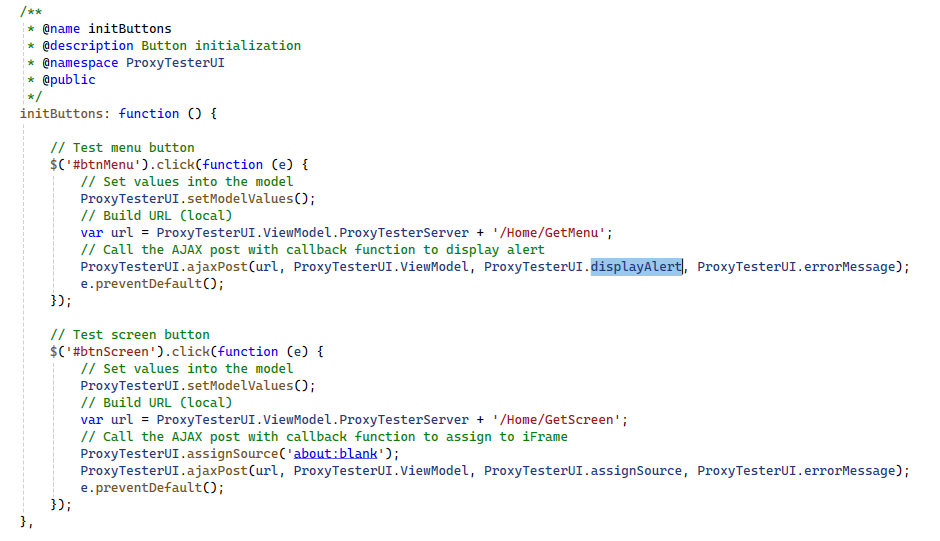 /**
 * @name initButtons
 * @description Button initialization
 * @namespace ProxyTesterUI
 * @public
 */
initButtons: function () {
    // Test menu button
    $('#btnMenu').click(function (e) {
        // Set values into the model
        ProxyTesterUI.setModelValues();
        // Build URL (local)
        var url = ProxyTesterUI.ViewModel.ProxyTesterServer + '/Home/GetMenu';
        // Call the AJAX post with callback function to display alert
        ProxyTesterUI.ajaxPost(url, ProxyTesterUI.ViewModel, ProxyTesterUI.displayAlert, ProxyTesterUI.errorMessage);
        e.preventDefault();
    });
    // Test screen button
    $('#btnScreen').click(function (e) {
        // Set values into the model
        ProxyTesterUI.setModelValues();
        // Build URL (local)
        var url = ProxyTesterUI.ViewModel.ProxyTesterServer + '/Home/GetScreen';
        // Call the AJAX post with callback function to assign to iFrame
        ProxyTesterUI.assignSource('about:blank');
        ProxyTesterUI.ajaxPost(url, ProxyTesterUI.ViewModel, ProxyTesterUI.assignSource, ProxyTesterUI.errorMessage);
        e.preventDefault();
    });
},